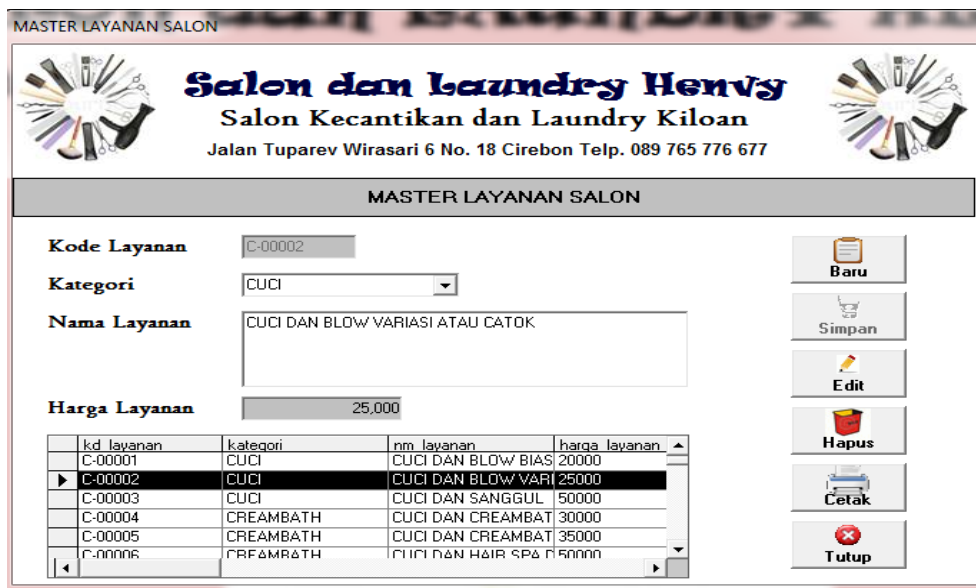 MASTER LAYANAN SALON
Salon dan Laundry Henvy
Salon Kecantikan dan Laundry Kiloan
Jalan Tuparev Wirasari 6 No. 18 Cirebon Telp. 089 765 776 677
MASTER LAYANAN SALON
Kode Layanan C-00002
Kategori CUCI
Nama Layanan CUCI DAN BLOW VARIASI ATAU CATOK
Harga Layanan 25,000
Baru
Simpan
Edit
Hapus
Cetak
Tutup
kd_layanan kategori nm_layanan harga_layanan
C-00001 CUCI CUCI DAN BLOW BIAS 20000
C-00002 CUCI CUCI DAN BLOW VARI 25000
C-00003 CUCI CUCI DAN SANGGUL 50000
C-00004 CREAMBATH CUCI DAN CREAMBAT 30000
C-00005 CREAMBATH CUCI DAN CREAMBAT 35000
C-00006 CREAMBATH CUCI DAN HAIR SPA D 50000